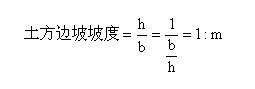 土方边坡坡度 = h/b = 1/(b/h) = 1:m